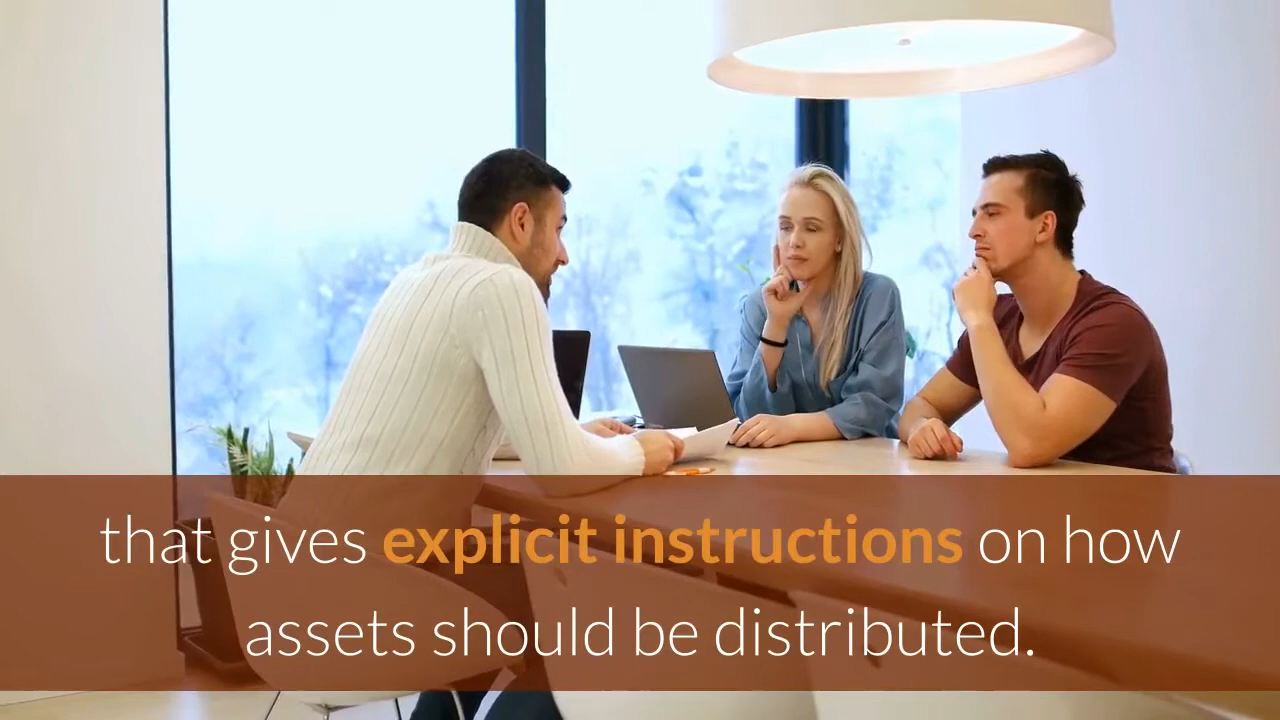 that gives explicit instructions on how
assets should be distributed.